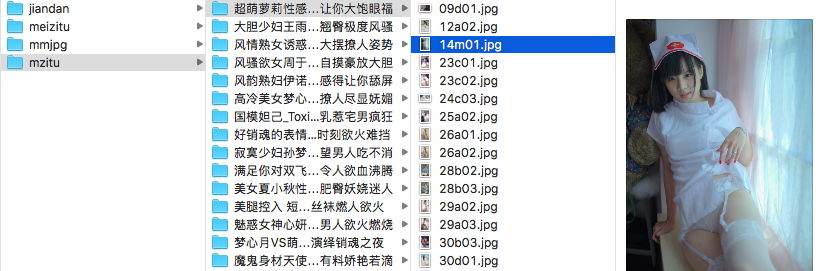 jiandan
meizitu
mmjpg
mzitu
超萌萝莉性感...让你大饱眼福
大胆少妇王雨...翘臀极度风骚
风情熟女诱惑...大摆撩人姿势
风骚欲女周于...自摸豪放大胆
风韵熟妇伊诺...感得让你舔屏
高冷美女梦心...撩人尽显妩媚
国模妲己_Toxi...乳惹宅男疯狂
好销魂的表情...时刻欲火难挡
寂寞少妇孙梦...望男人吃不消
满足你对双飞...令人欲血沸腾
美女夏小秋性...肥臀妖娆迷人
美腿控入 短...丝袜燃人欲火
魅惑女神心妍...男人欲火燃烧
梦心月VS萌...演绎销魂之夜
魔鬼身材天使...有料娇艳若滴
09d01.jpg
12a02.jpg
14m01.jpg
23c01.jpg
23c02.jpg
24c03.jpg
25a02.jpg
26a01.jpg
26a02.jpg
28b02.jpg
28b03.jpg
29a02.jpg
29a03.jpg
30b03.jpg
30d01.jpg